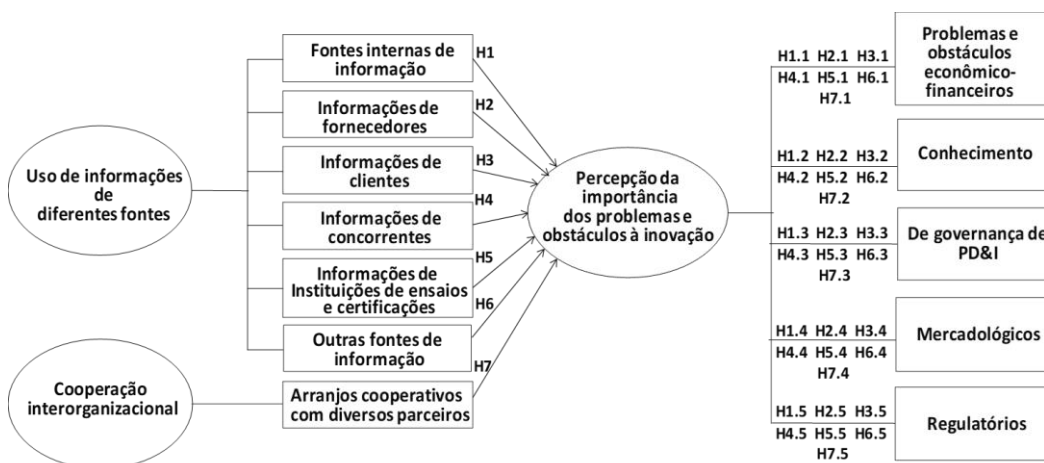 Uso de informações
de
diferentes fontes
Cooperação
interorganizacional
Fontes internas de
informação
Informações de
fornecedores
Informações de
clientes
Informações de
concorrentes
Informações de
Instituições de ensaios
e certificações
Outras fontes de
informação
Arranjos cooperativos
com diversos parceiros
H1
H2
H3
H4
H5
H6
H7
Percepção da
importância
dos problemas e
obstáculos à inovação
H1.1 H2.1 H3.1
H4.1 H5.1 H6.1
H7.1
Problemas e
obstáculos
econômico-
financeiros
H1.2 H2.2 H3.2
H4.2 H5.2 H6.2
H7.2
Conhecimento
H1.3 H2.3 H3.3
H4.3 H5.3 H6.3
H7.3
De governança de
PD&I
H1.4 H2.4 H3.4
H4.4 H5.4 H6.4
H7.4
Mercadológicos
H1.5 H2.5 H3.5
H4.5 H5.5 H6.5
H7.5
Regulatórios